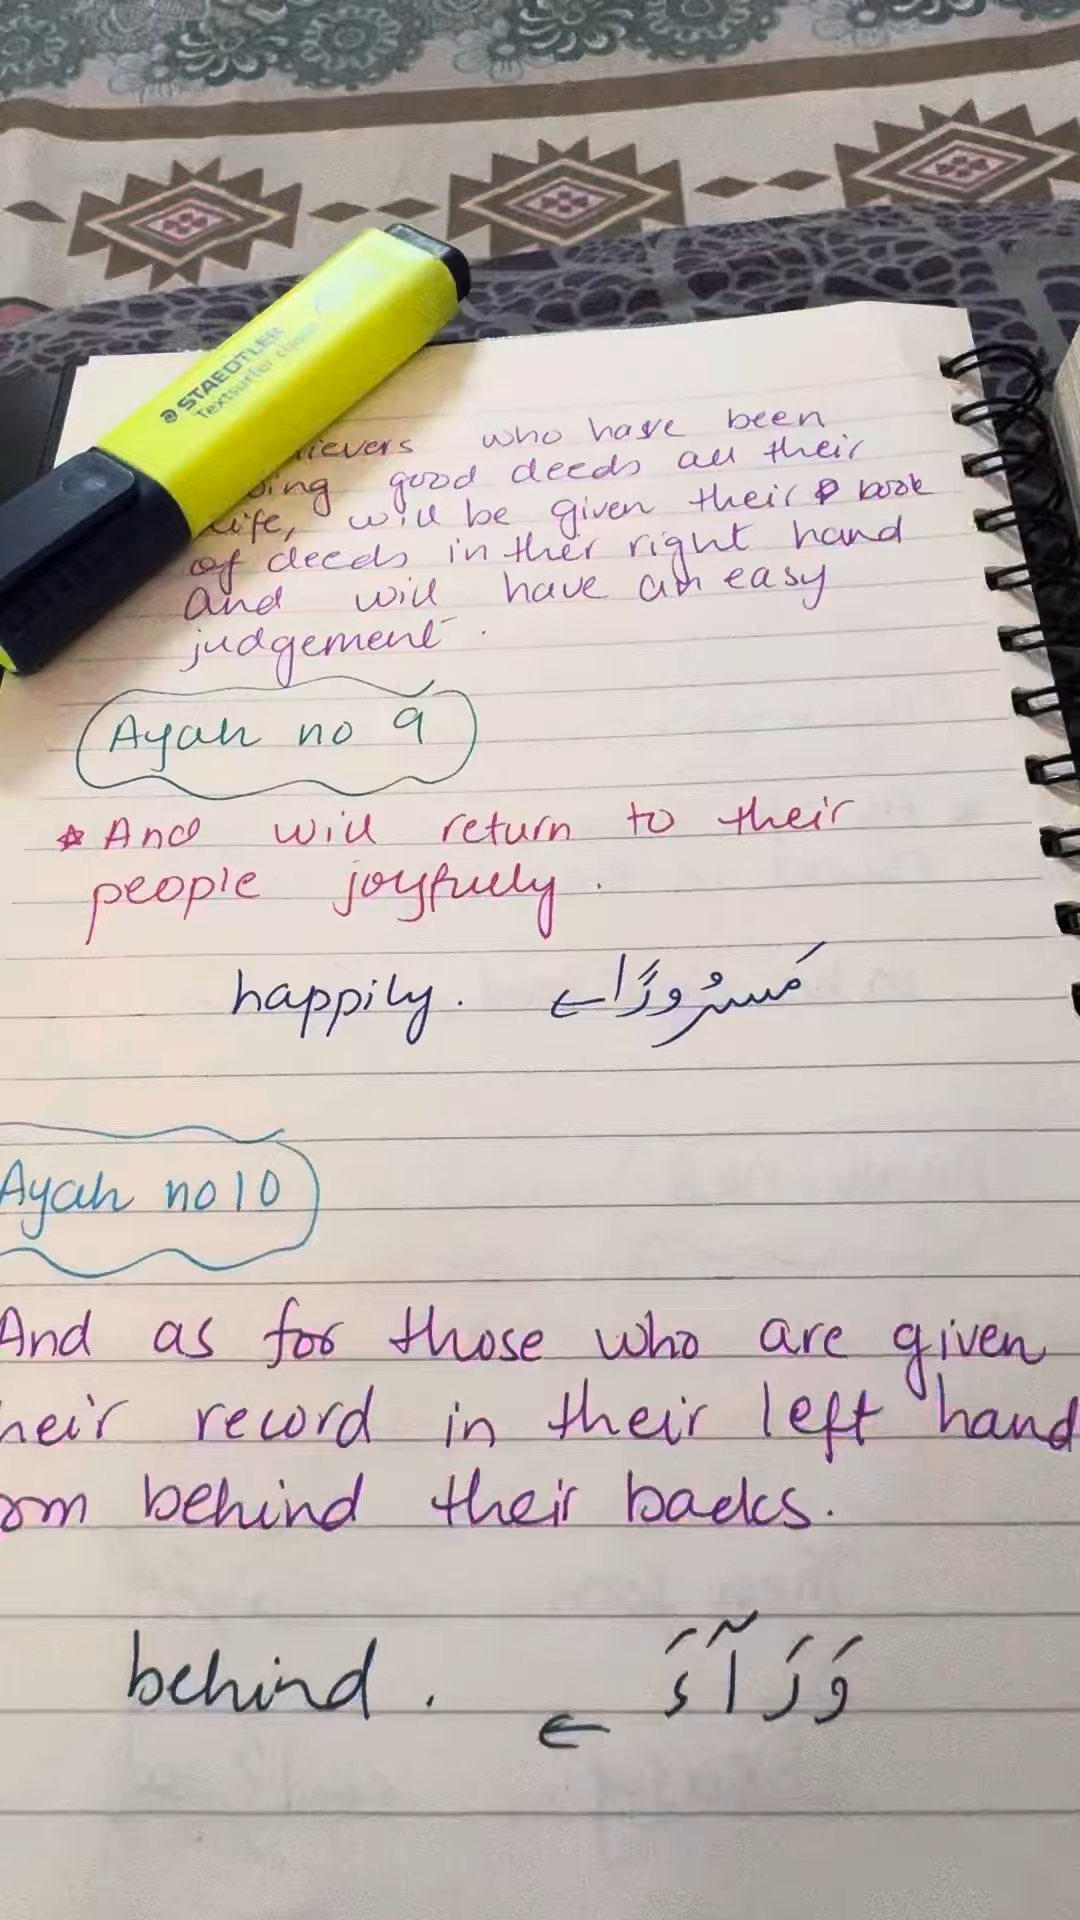 STAEDTLER
Textsurfer classic
who have been
good deeds all their
life, will be given their book
of deeds in ther right hand
and will have an easy
judgement.
Ayah no 9
And will return to their
people joyfully.
happily. ← مَسْرُورًا
Ayah no 10
And as for those who are given
their record in their left hand
from behind their backs.
behind. ← وَرَآءَ